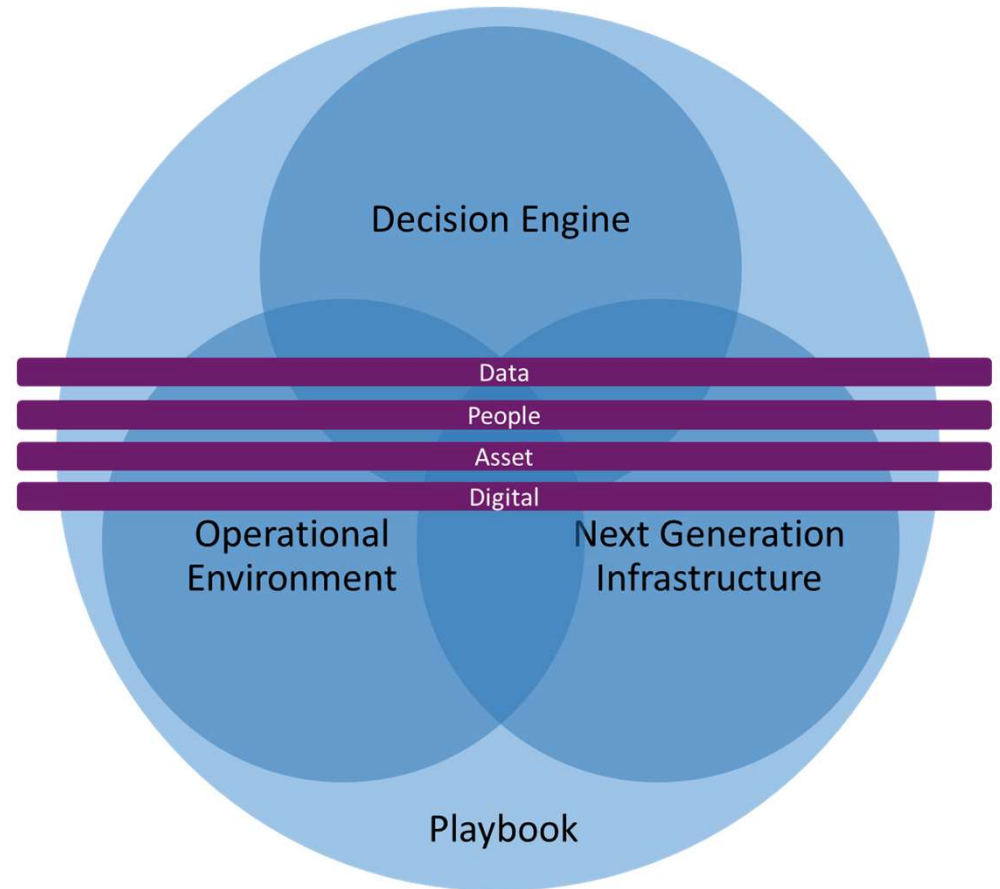 Decision Engine
Data
People
Asset
Digital
Operational
Environment
Next Generation
Infrastructure
Playbook